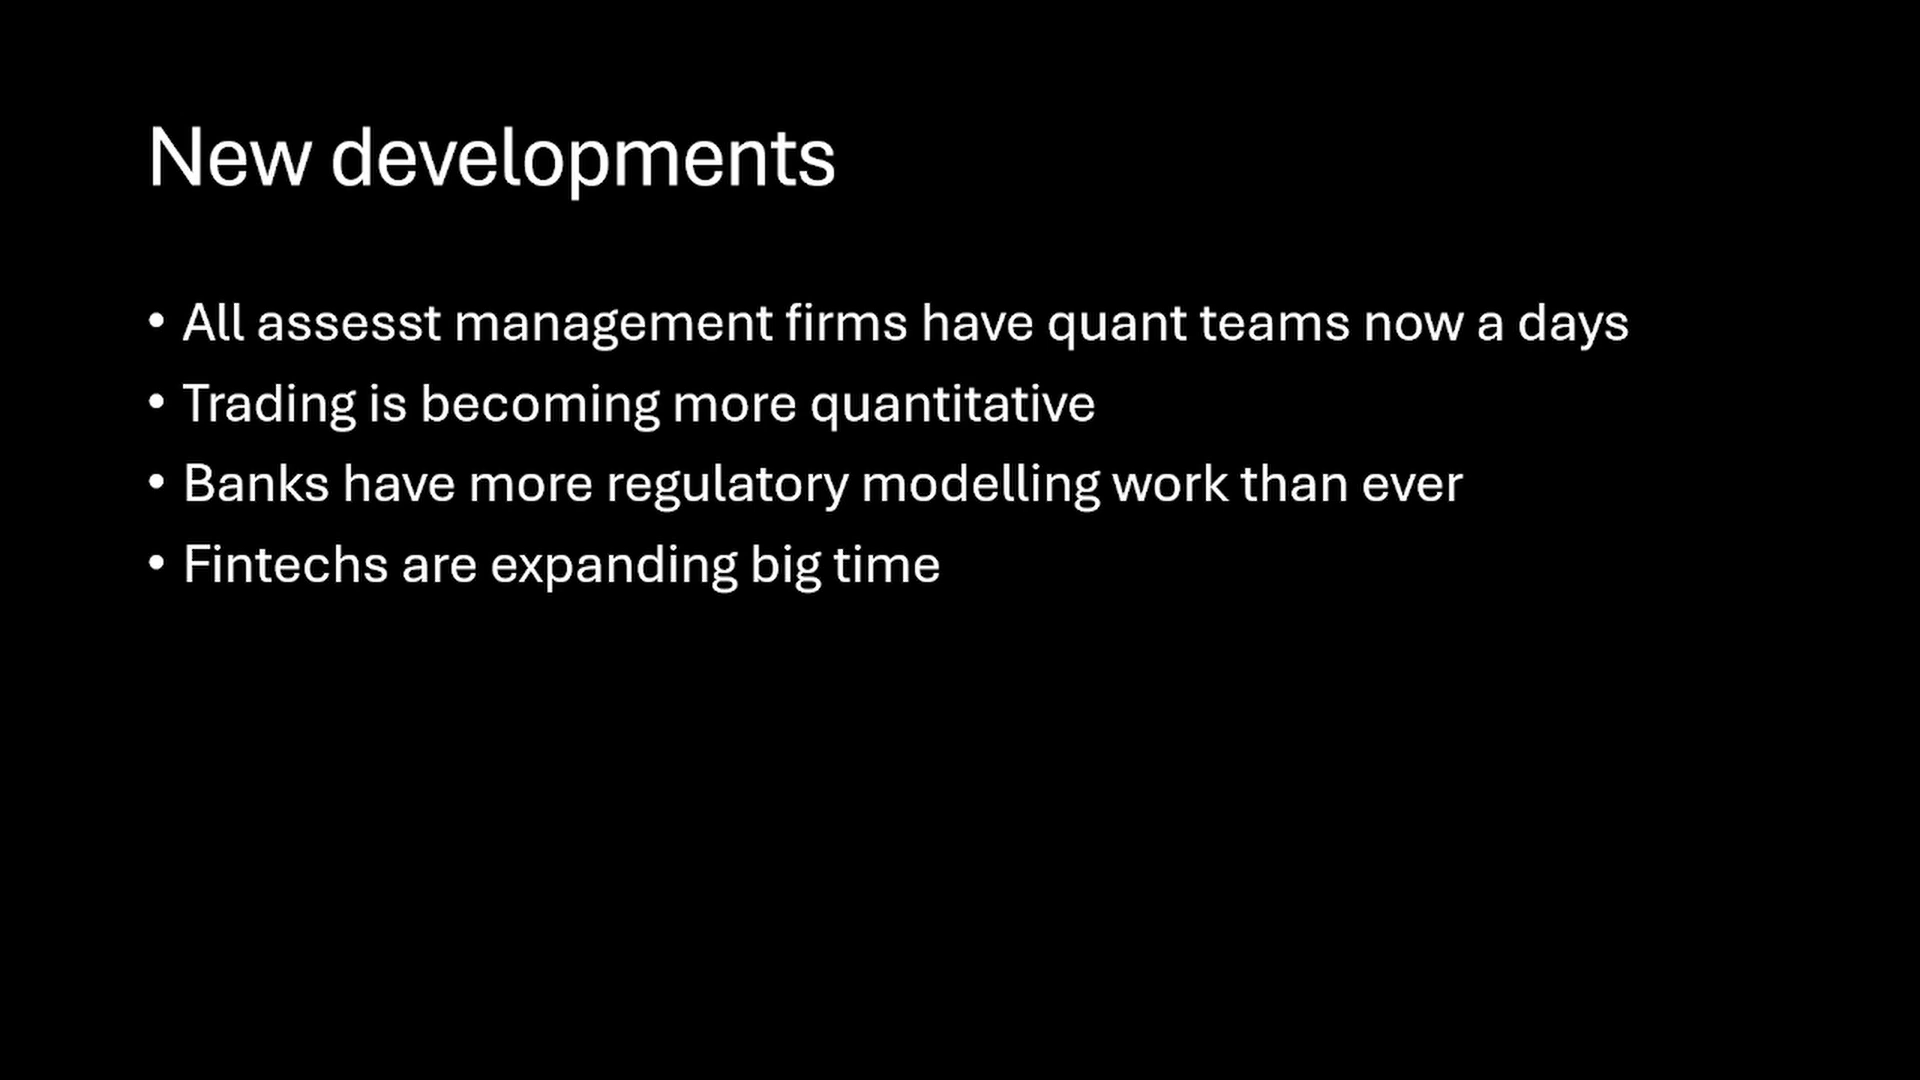 New developments
• All assesst management firms have quant teams now a days
• Trading is becoming more quantitative
• Banks have more regulatory modelling work than ever
• Fintechs are expanding big time